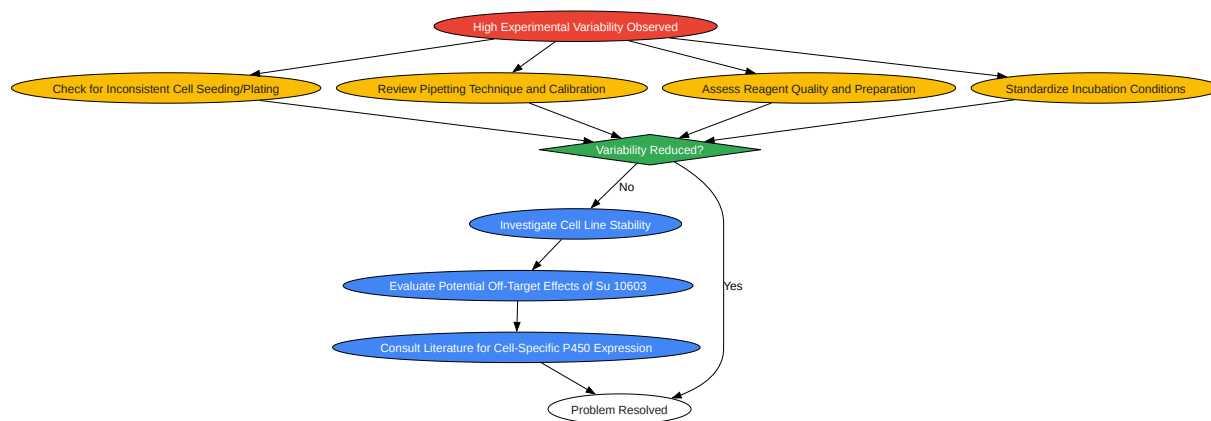 High Experimental Variability Observed
Check for Inconsistent Cell Seeding/Plating
Review Pipetting Technique and Calibration
Assess Reagent Quality and Preparation
Standardize Incubation Conditions
Variability Reduced?
No
Investigate Cell Line Stability
Evaluate Potential Off-Target Effects of Su 10603
Yes
Consult Literature for Cell-Specific P450 Expression
Problem Resolved